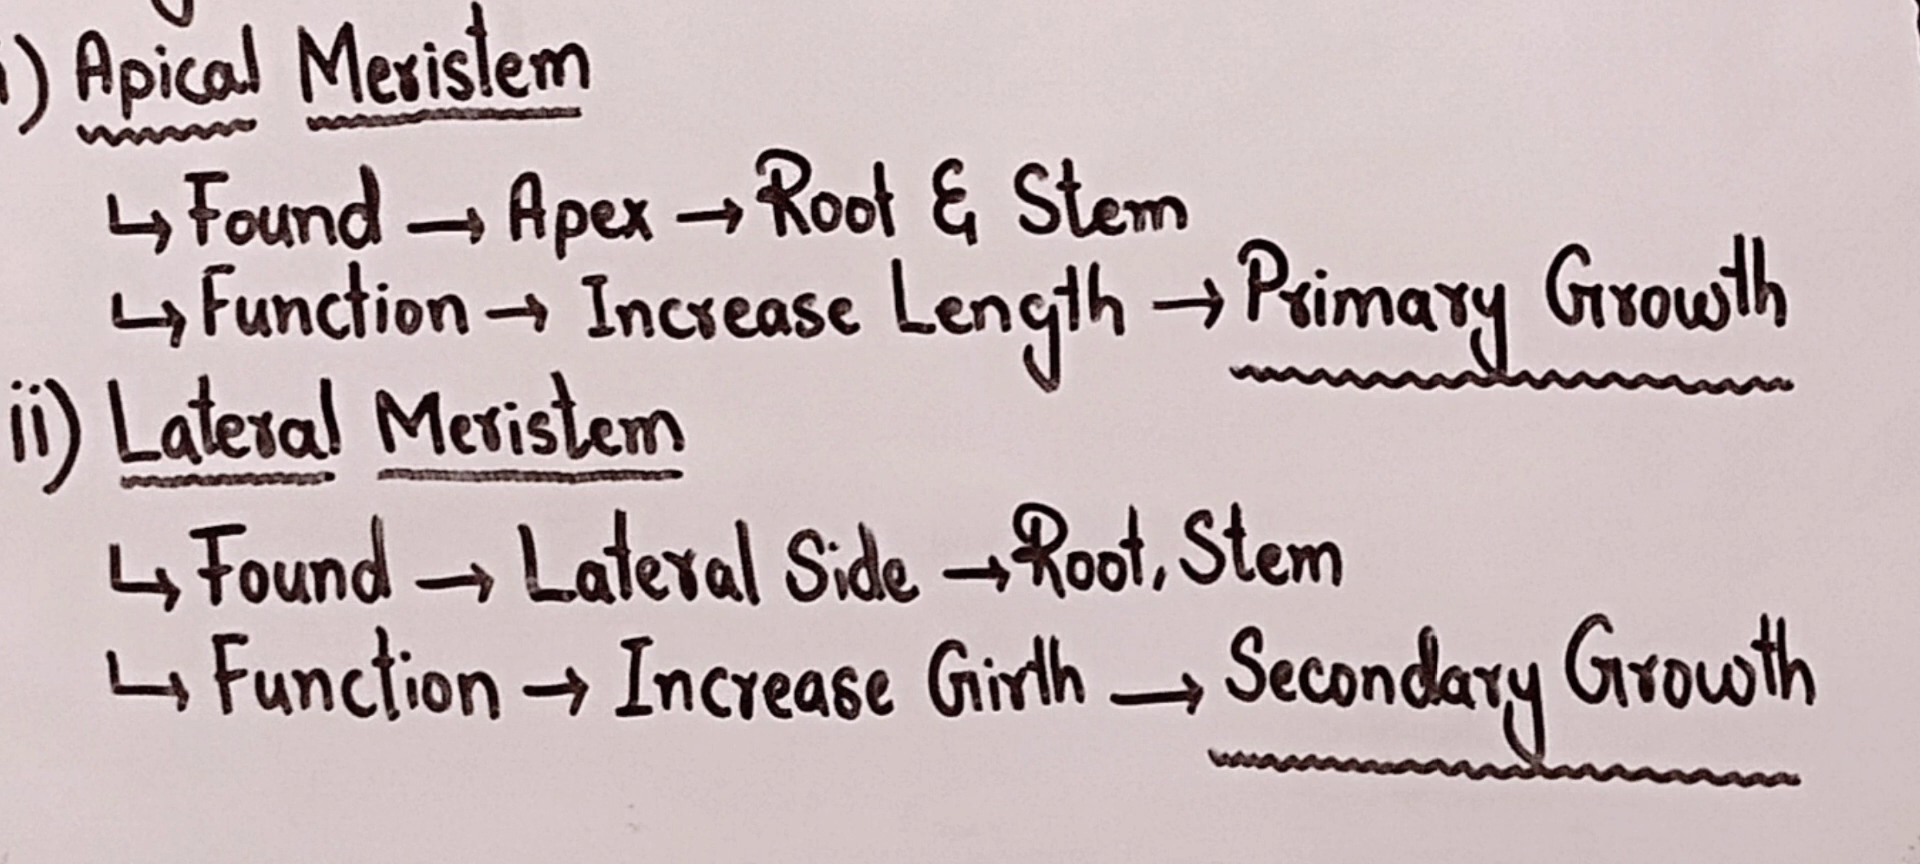 i) Apical Meristem
↳ Found → Apex → Root & Stem
↳ Function → Increase Length → Primary Growth
ii) Lateral Meristem
↳ Found → Lateral Side → Root, Stem
↳ Function → Increase Girth → Secondary Growth